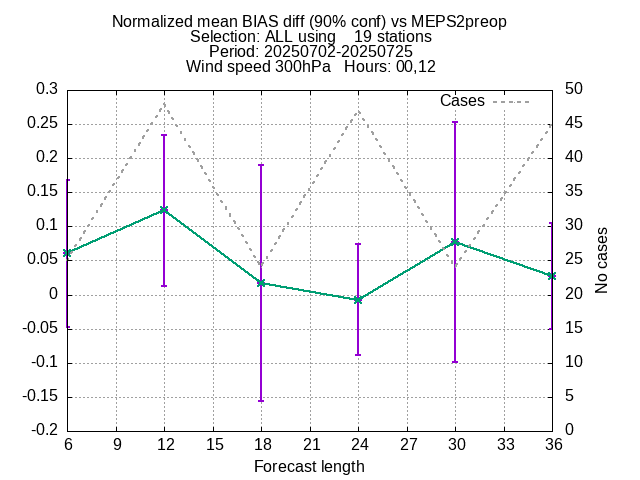 Normalized mean BIAS diff (90% conf) vs MEPS2preop
Selection: ALL using    19 stations
Period: 20250702-20250725
Wind speed 300hPa   Hours: 00,12
Cases
0.3
0.25
0.2
0.15
0.1
0.05
0
-0.05
-0.1
-0.15
-0.2
50
45
40
35
30
25
20
15
10
5
0
No cases
6 9 12 15 18 21 24 27 30 33 36
Forecast length